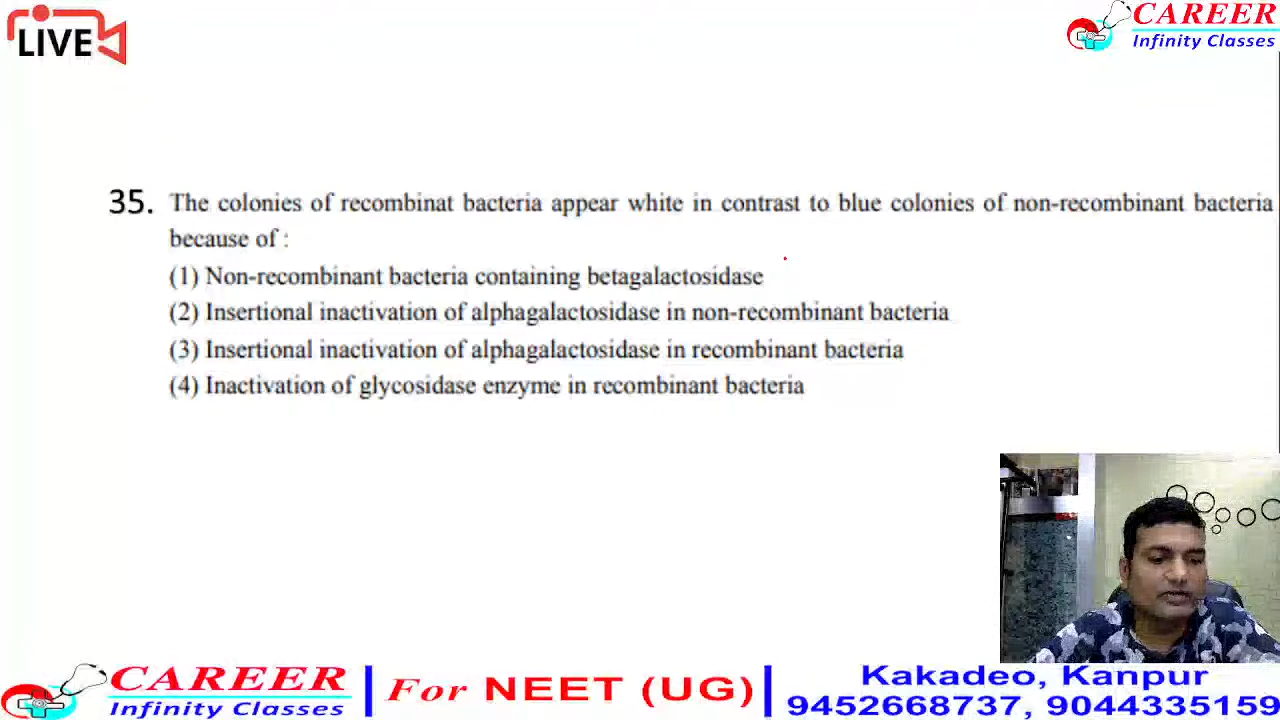 LIVE
CAREER
Infinity Classes
35. The colonies of recombinat bacteria appear white in contrast to blue colonies of non-recombinant bacteria
because of :
(1) Non-recombinant bacteria containing betagalactosidase
(2) Insertional inactivation of alphagalactosidase in non-recombinant bacteria
(3) Insertional inactivation of alphagalactosidase in recombinant bacteria
(4) Inactivation of glycosidase enzyme in recombinant bacteria
CAREER
Infinity Classes
For NEET (UG)
Kakadeo, Kanpur
9452668737, 9044335159